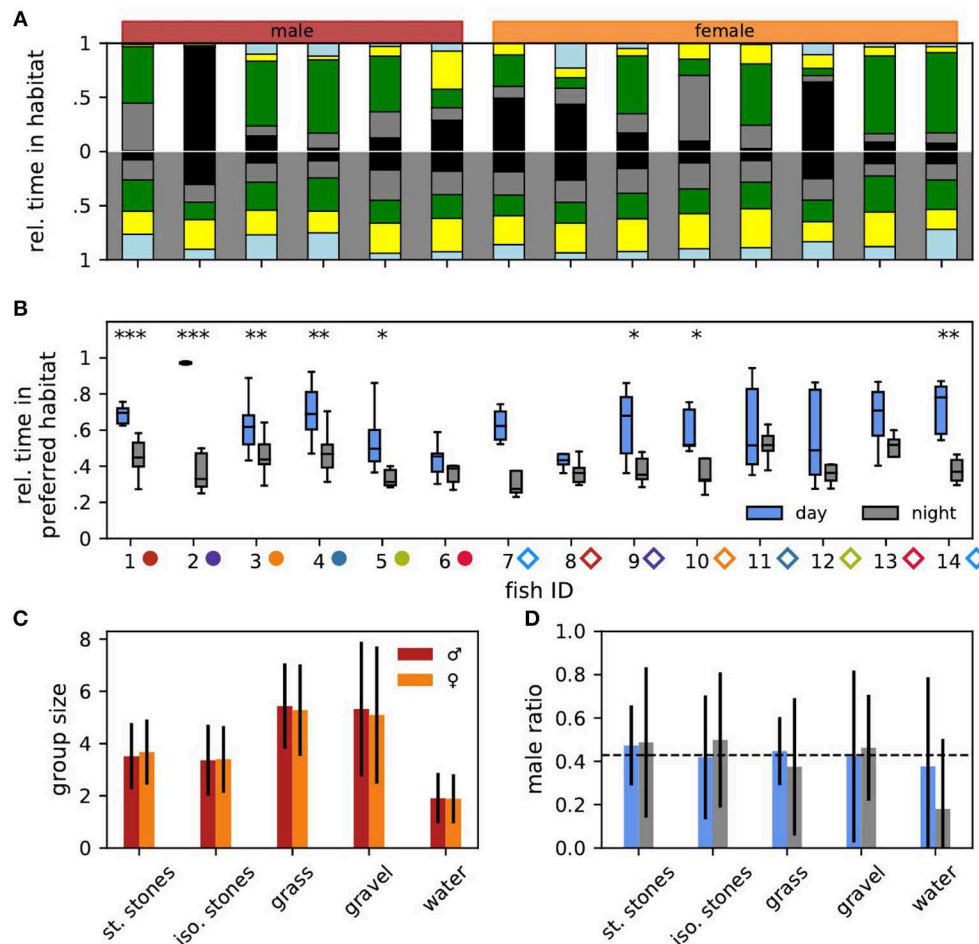 A
male female
rel. time in habitat
1
.5
0
.5
1
B
*** *** ** ** * * * **
rel. time in
preferred habitat
1
.8
.6
.4
.2
0
day night
1 2 3 4 5 6 7 8 9 10 11 12 13 14
fish ID
C
group size
8
6
4
2
0
♂
♀
st. stones iso. stones grass gravel water
D
male ratio
1.0
0.8
0.6
0.4
0.2
0.0
st. stones iso. stones grass gravel water